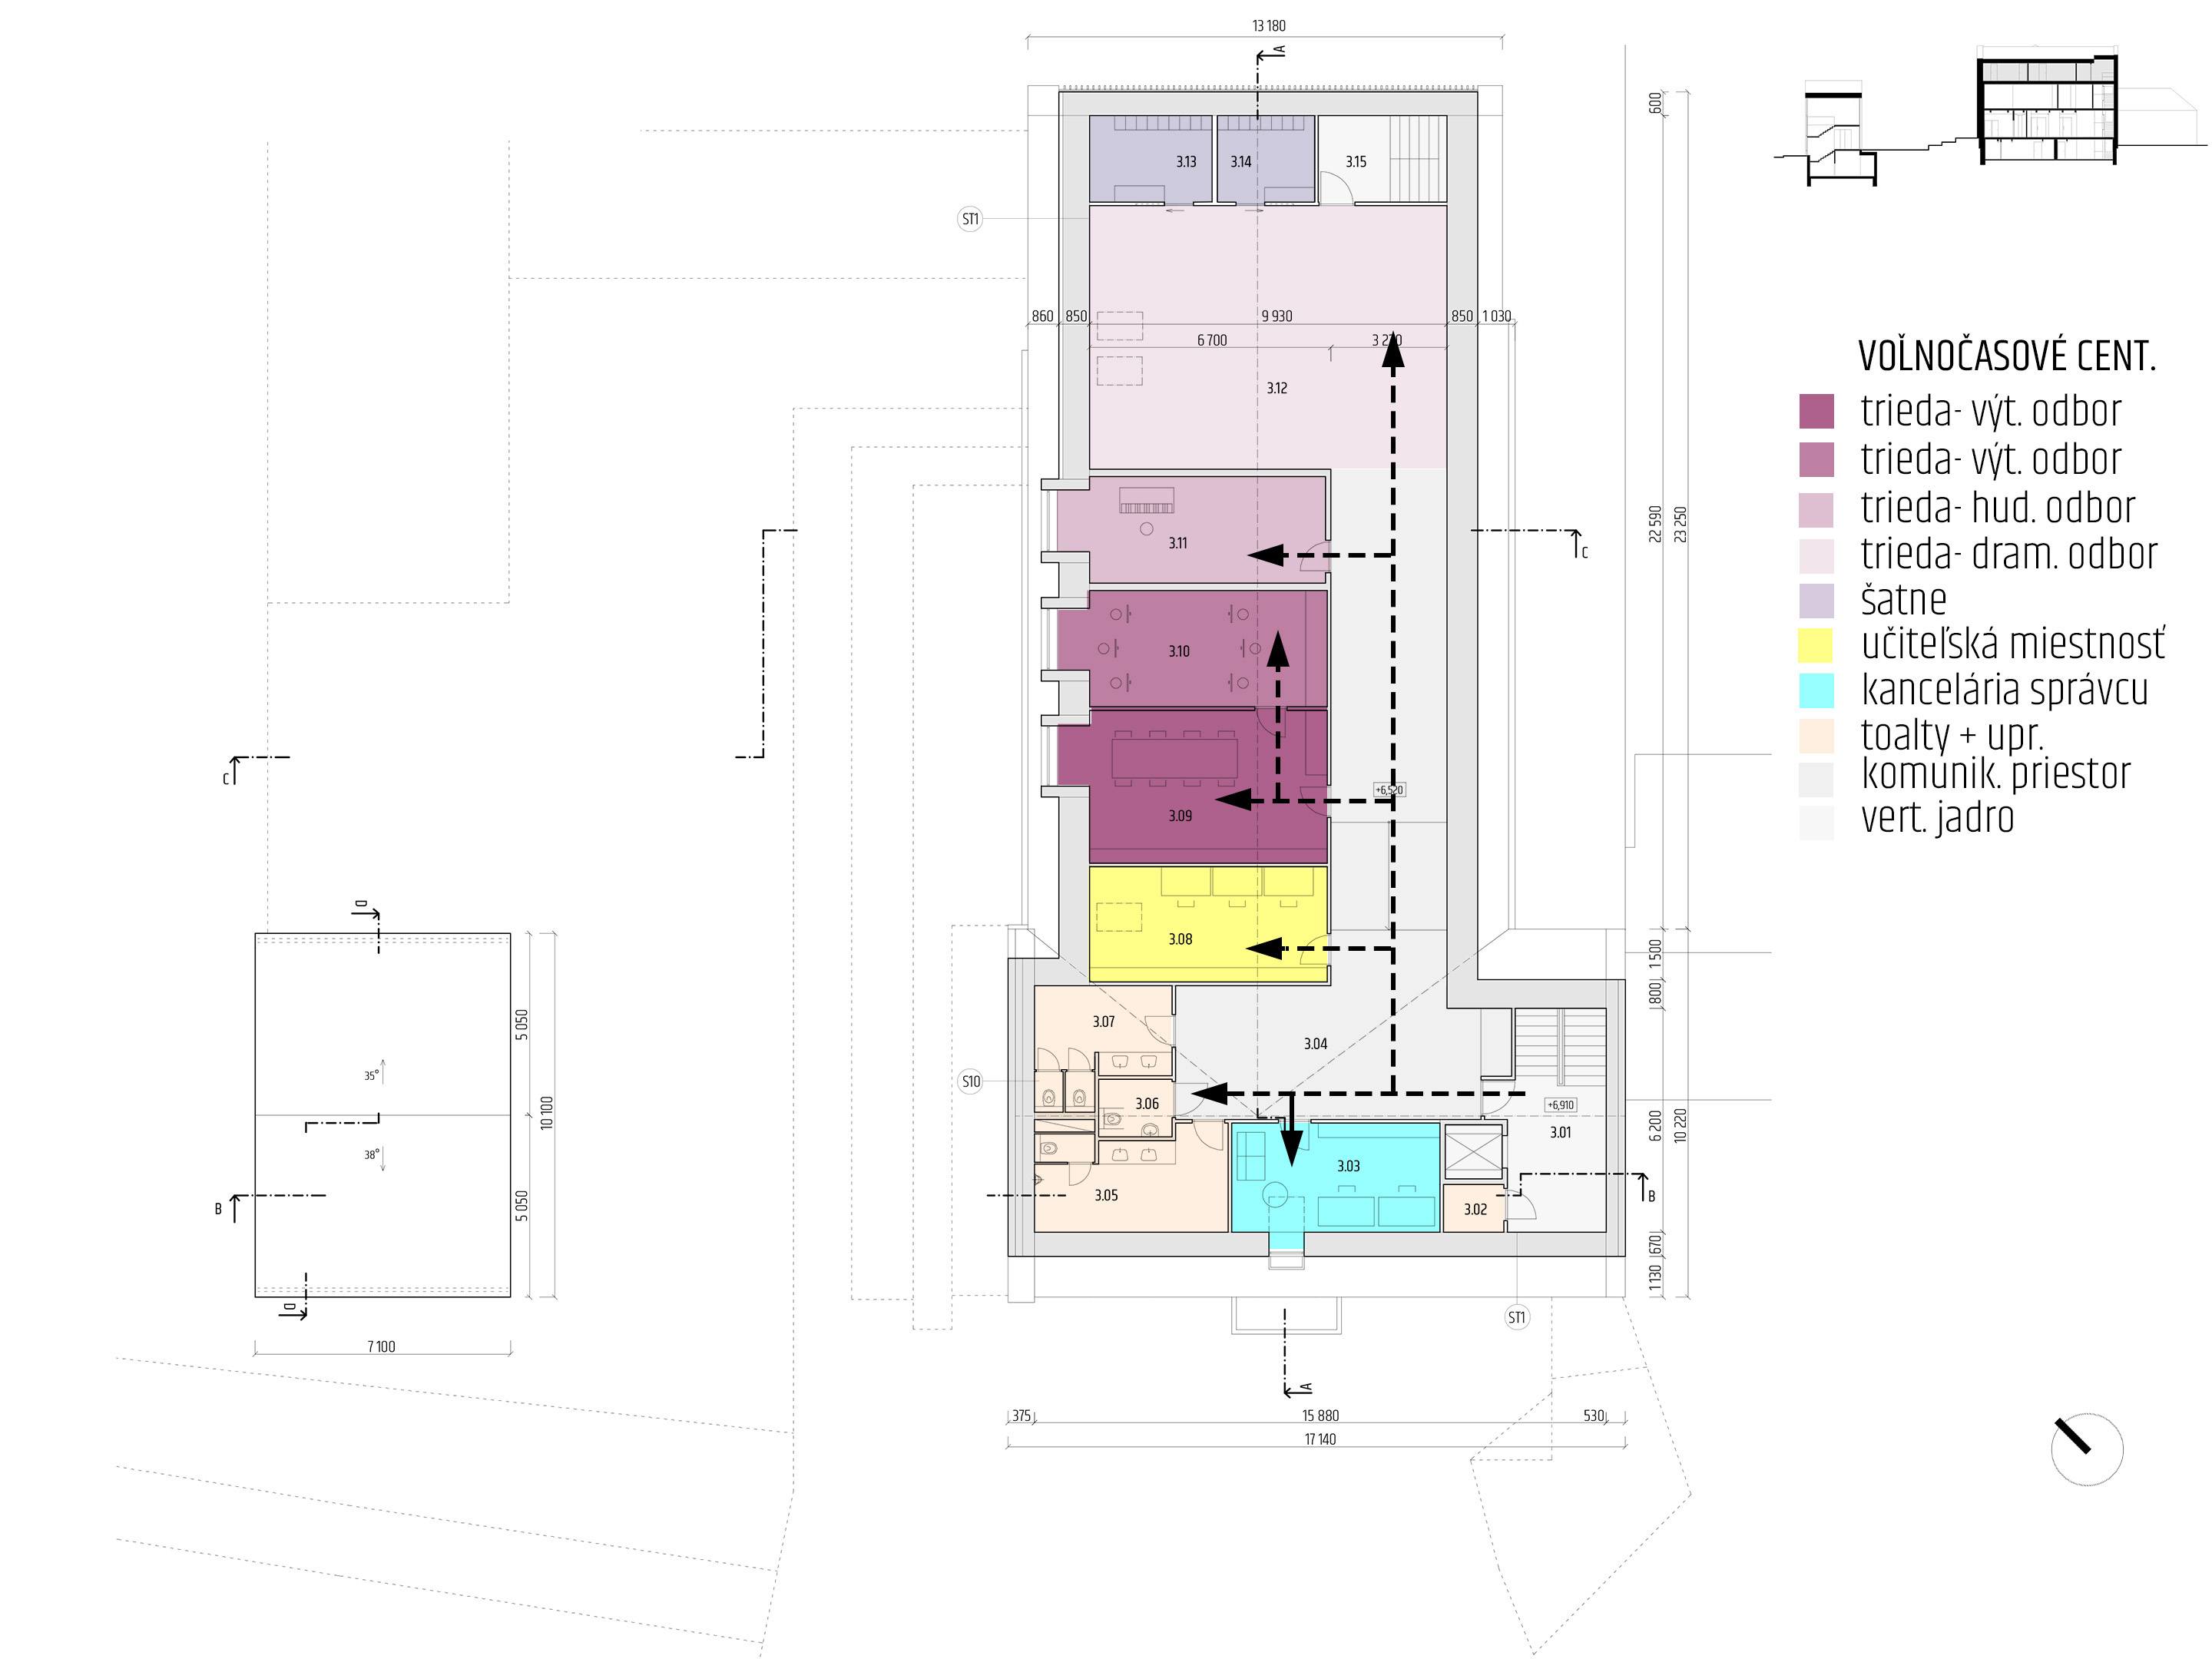 13 180
A
600
3.13
3.14
3.15
ST1
860
850
9 930
850
1 030
6 700
3 270
3.12
VOĽNOČASOVÉ CENT.
trieda- výt. odbor
trieda- výt. odbor
trieda- hud. odbor
trieda- dram. odbor
šatne
učiteľská miestnosť
kancelária správcu
toalty + upr.
komunik. priestor
vert. jadro
22 590
23 250
3.11
C
3.10
C
+6,520
3.09
D
3.08
1 500
800
3.07
3.04
5 050
35°
S10
3.06
+6,910
10 100
3.01
6 200
10 220
38°
3.03
3.05
3.02
B
B
5 050
670
1 130
D
ST1
7 100
A
375
15 880
530
17 140